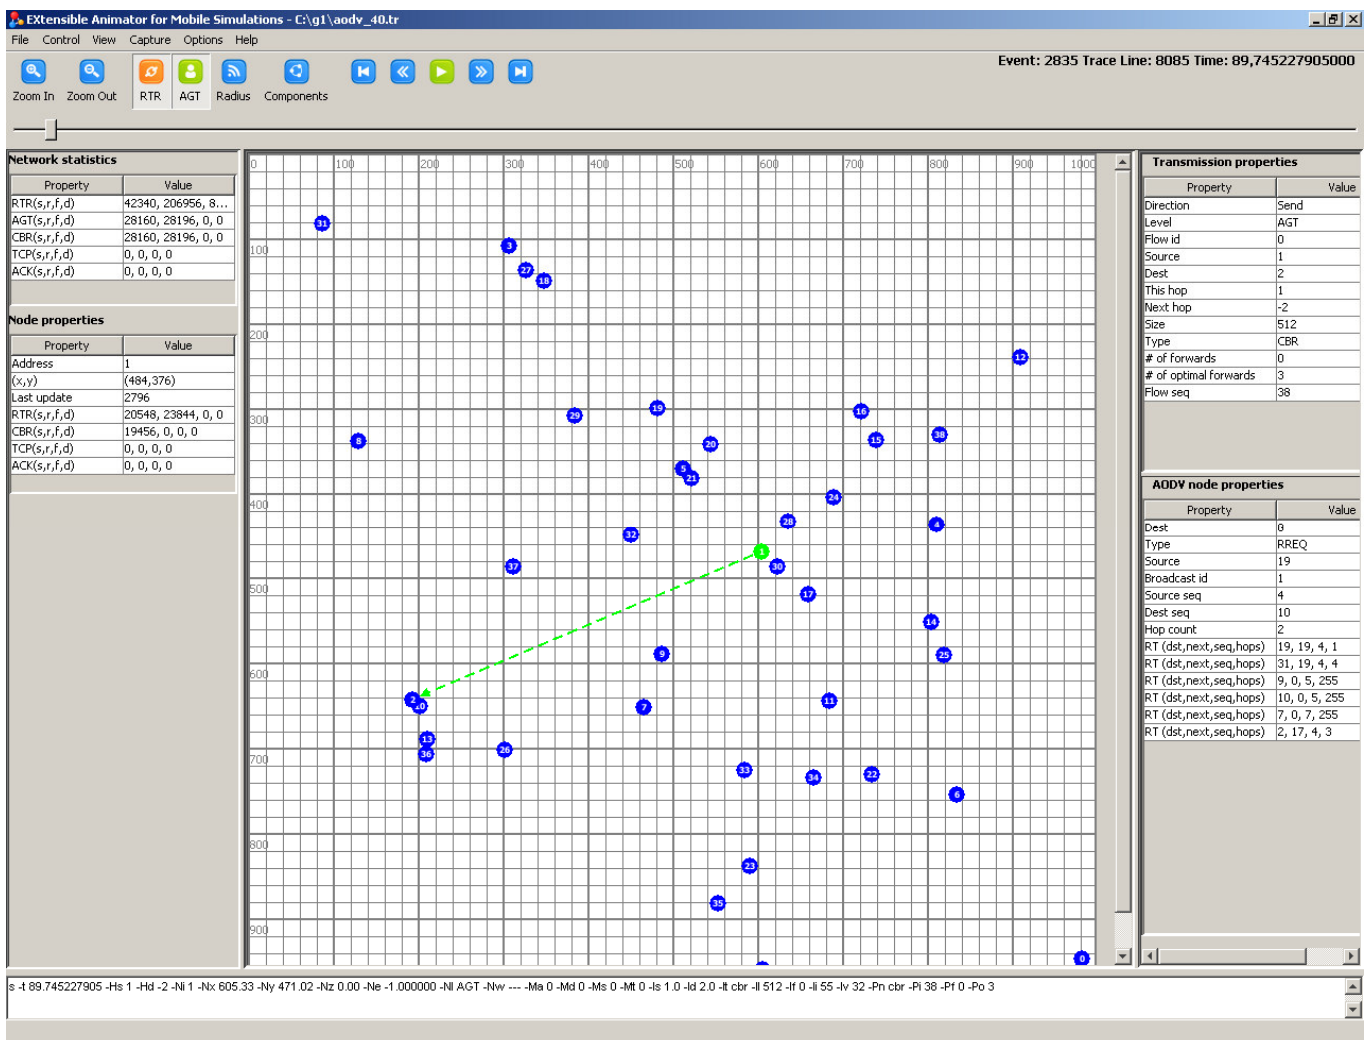 EXtensible Animator for Mobile Simulations - C:\g1\aodv_40.tr
File Control View Capture Options Help
Event: 2835 Trace Line: 8085 Time: 89,745227905000
Zoom In Zoom Out RTR AGT Radius Components
Network statistics
Property Value
RTR(s,r,f,d) 42340, 206956, 8...
AGT(s,r,f,d) 28160, 28196, 0, 0
CBR(s,r,f,d) 28160, 28196, 0, 0
TCP(s,r,f,d) 0, 0, 0, 0
ACK(s,r,f,d) 0, 0, 0, 0
Node properties
Property Value
Address 1
(x,y) (484,376)
Last update 2796
RTR(s,r,f,d) 20548, 23844, 0, 0
CBR(s,r,f,d) 19456, 0, 0, 0
TCP(s,r,f,d) 0, 0, 0, 0
ACK(s,r,f,d) 0, 0, 0, 0
0 100 200 300 400 500 600 700 800 900 1000
31
3
100
27
18
200
12
19
16
29
300
38
8
15
20
5
21
24
400
28
4
32
1
37 30
500
17
14
9 25
600
2
10
7 11
13
36 26
700
33
34 22
6
800
23
35
900
0
Transmission properties
Property Value
Direction Send
Level AGT
Flow id 0
Source 1
Dest 2
This hop 1
Next hop -2
Size 512
Type CBR
# of forwards 0
# of optimal forwards 3
Flow seq 38
AODV node properties
Property Value
Dest 0
Type RREQ
Source 19
Broadcast id 1
Source seq 4
Dest seq 10
Hop count 2
RT (dst,next,seq,hops) 19, 19, 4, 1
RT (dst,next,seq,hops) 31, 19, 4, 4
RT (dst,next,seq,hops) 9, 0, 5, 255
RT (dst,next,seq,hops) 10, 0, 5, 255
RT (dst,next,seq,hops) 7, 0, 7, 255
RT (dst,next,seq,hops) 2, 17, 4, 3
s -t 89.745227905 -Hs 1 -Hd -2 -Ni 1 -Nx 605.33 -Ny 471.02 -Nz 0.00 -Ne -1.000000 -Nl AGT -Nw --- -Ma 0 -Md 0 -Ms 0 -Mt 0 -Is 1.0 -Id 2.0 -It cbr -Il 512 -If 0 -Ii 55 -Iv 32 -Pn cbr -Pi 38 -Pf 0 -Po 3